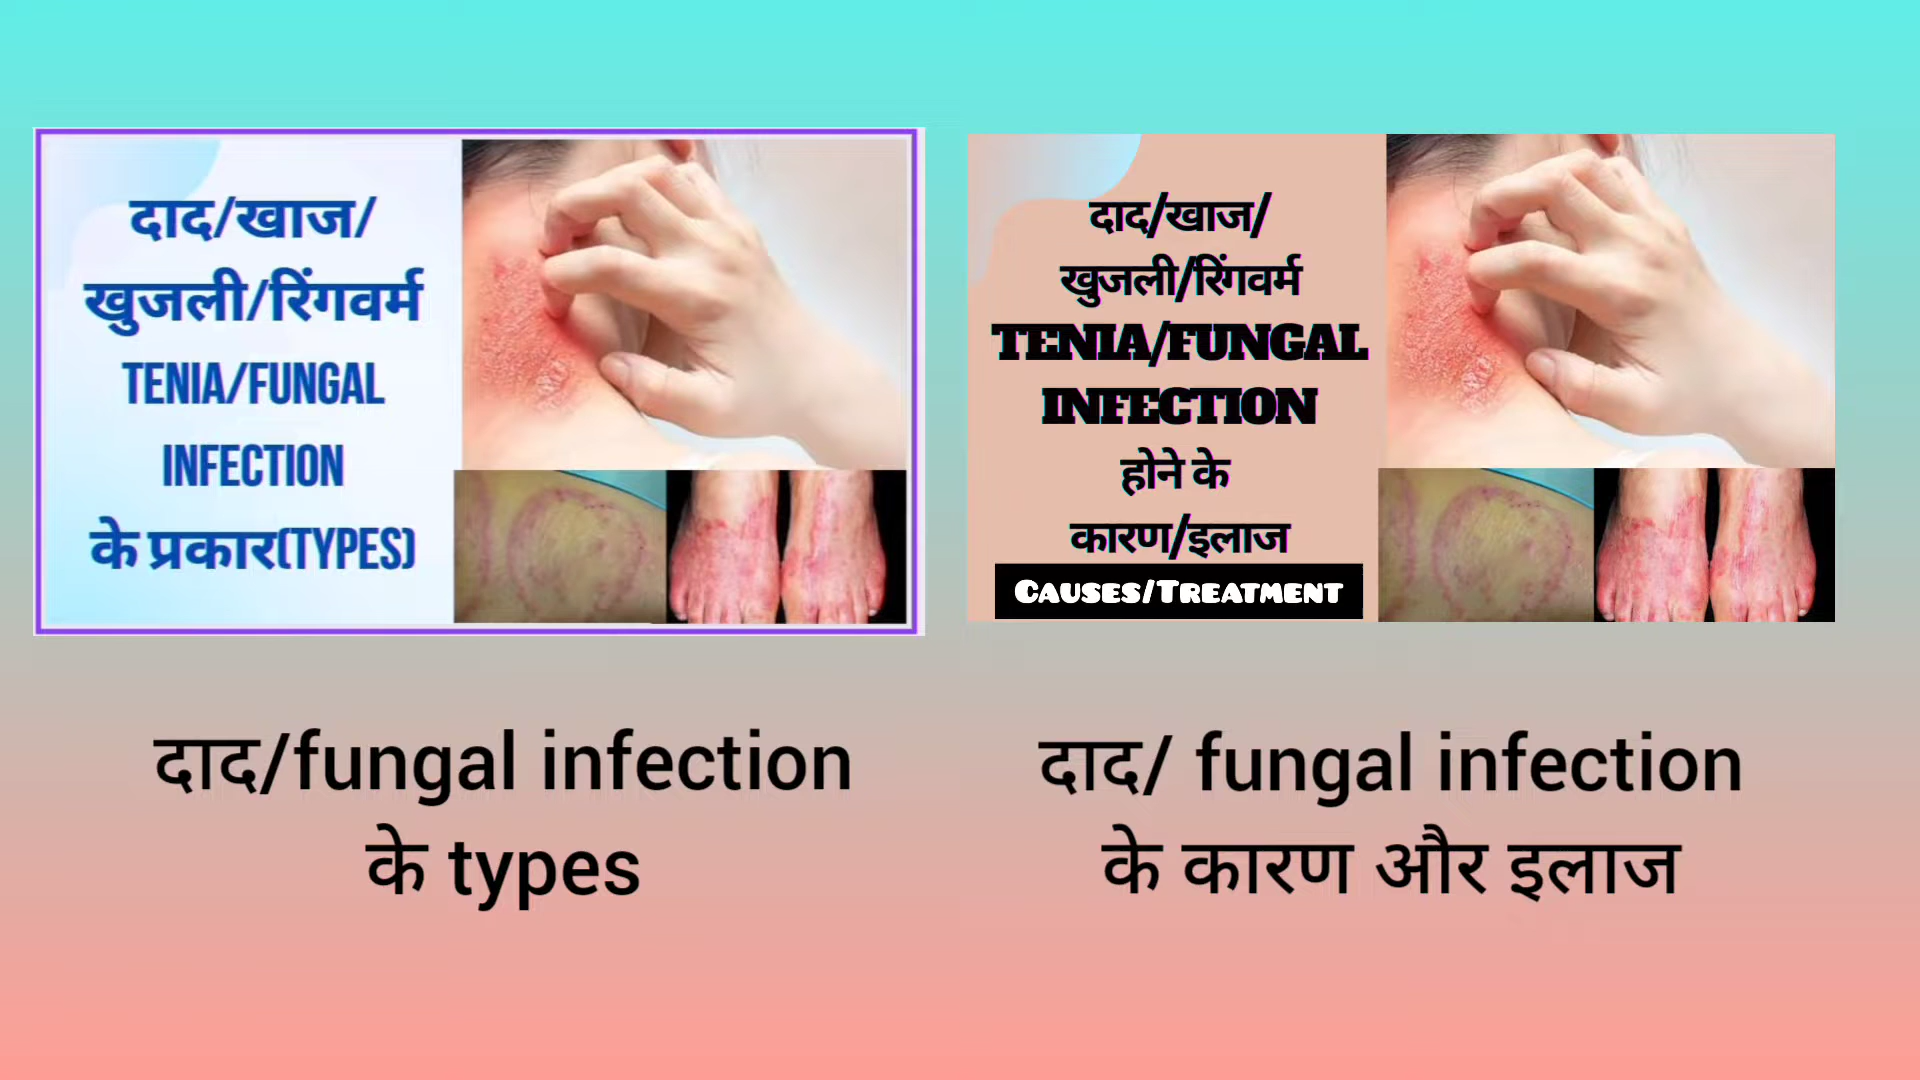 दाद/खाज/
खुजली/रिंगवर्म
TENIA/FUNGAL
INFECTION
के प्रकार(TYPES)
दाद/खाज/
खुजली/रिंगवर्म
TENIA/FUNGAL
INFECTION
होने के
कारण/इलाज
CAUSES/TREATMENT
दाद/fungal infection
के types
दाद/ fungal infection
के कारण और इलाज